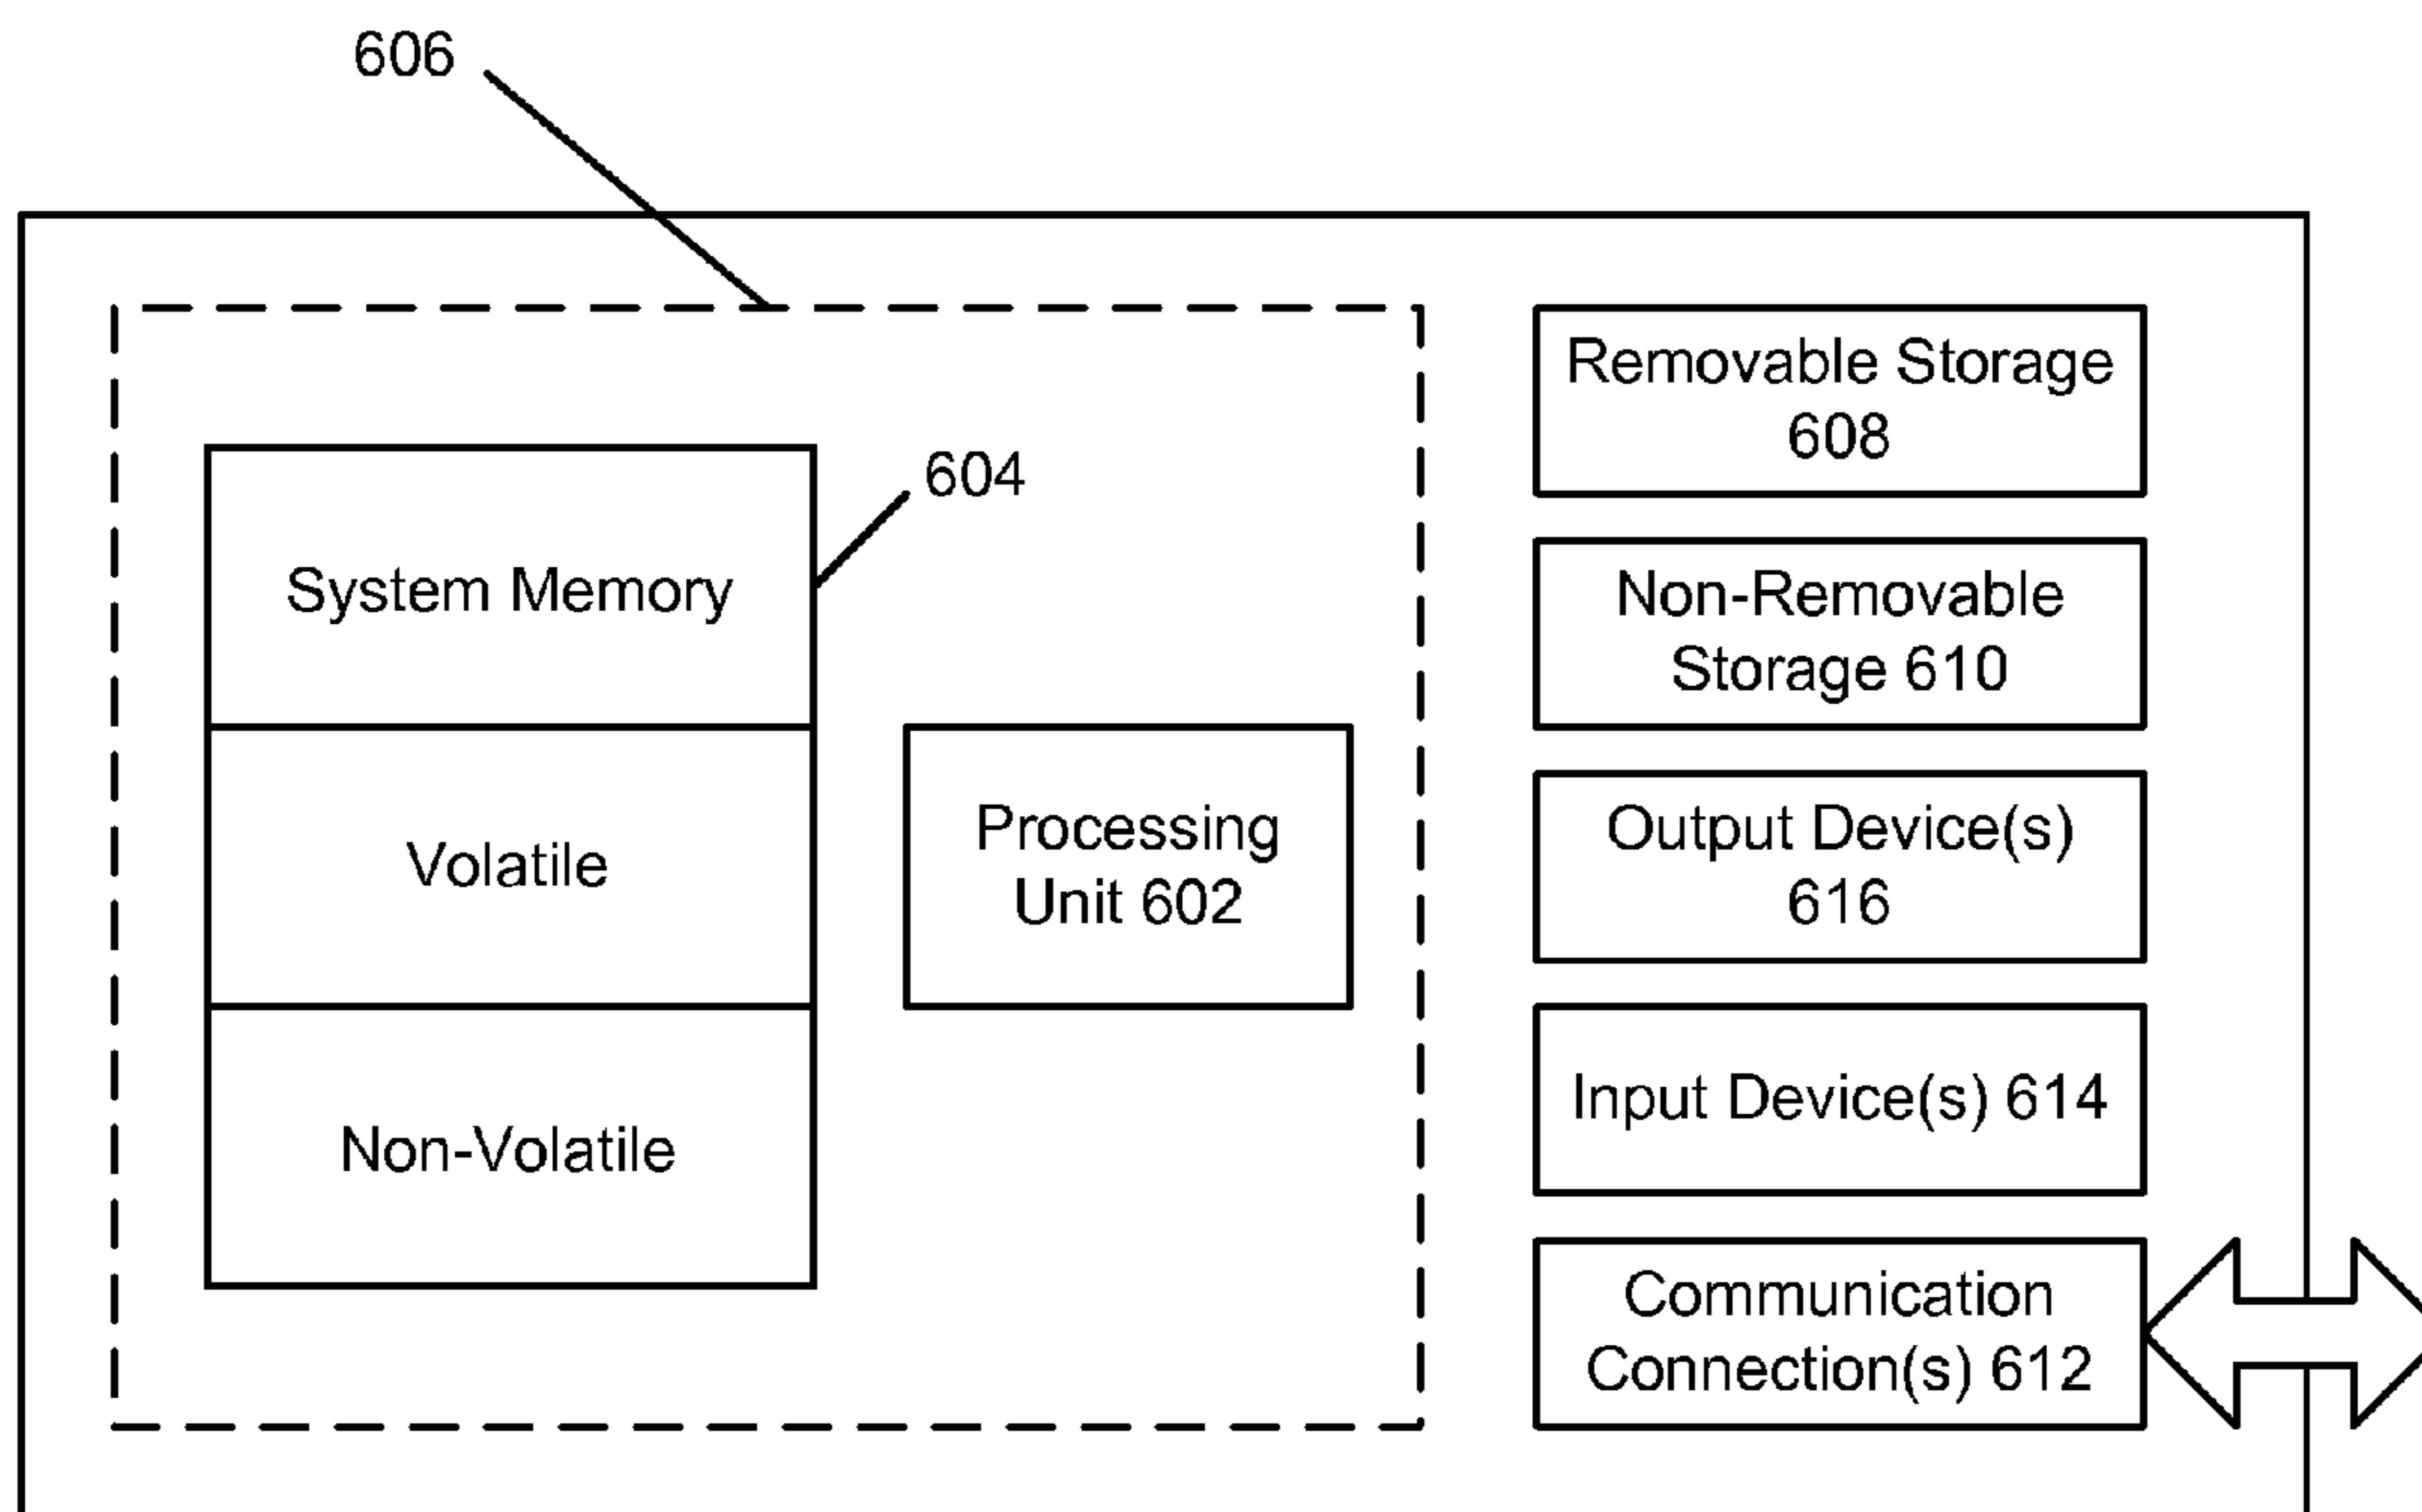 606
604
System Memory
Volatile
Non-Volatile
Processing
Unit 602
Removable Storage
608
Non-Removable
Storage 610
Output Device(s)
616
Input Device(s) 614
Communication
Connection(s) 612